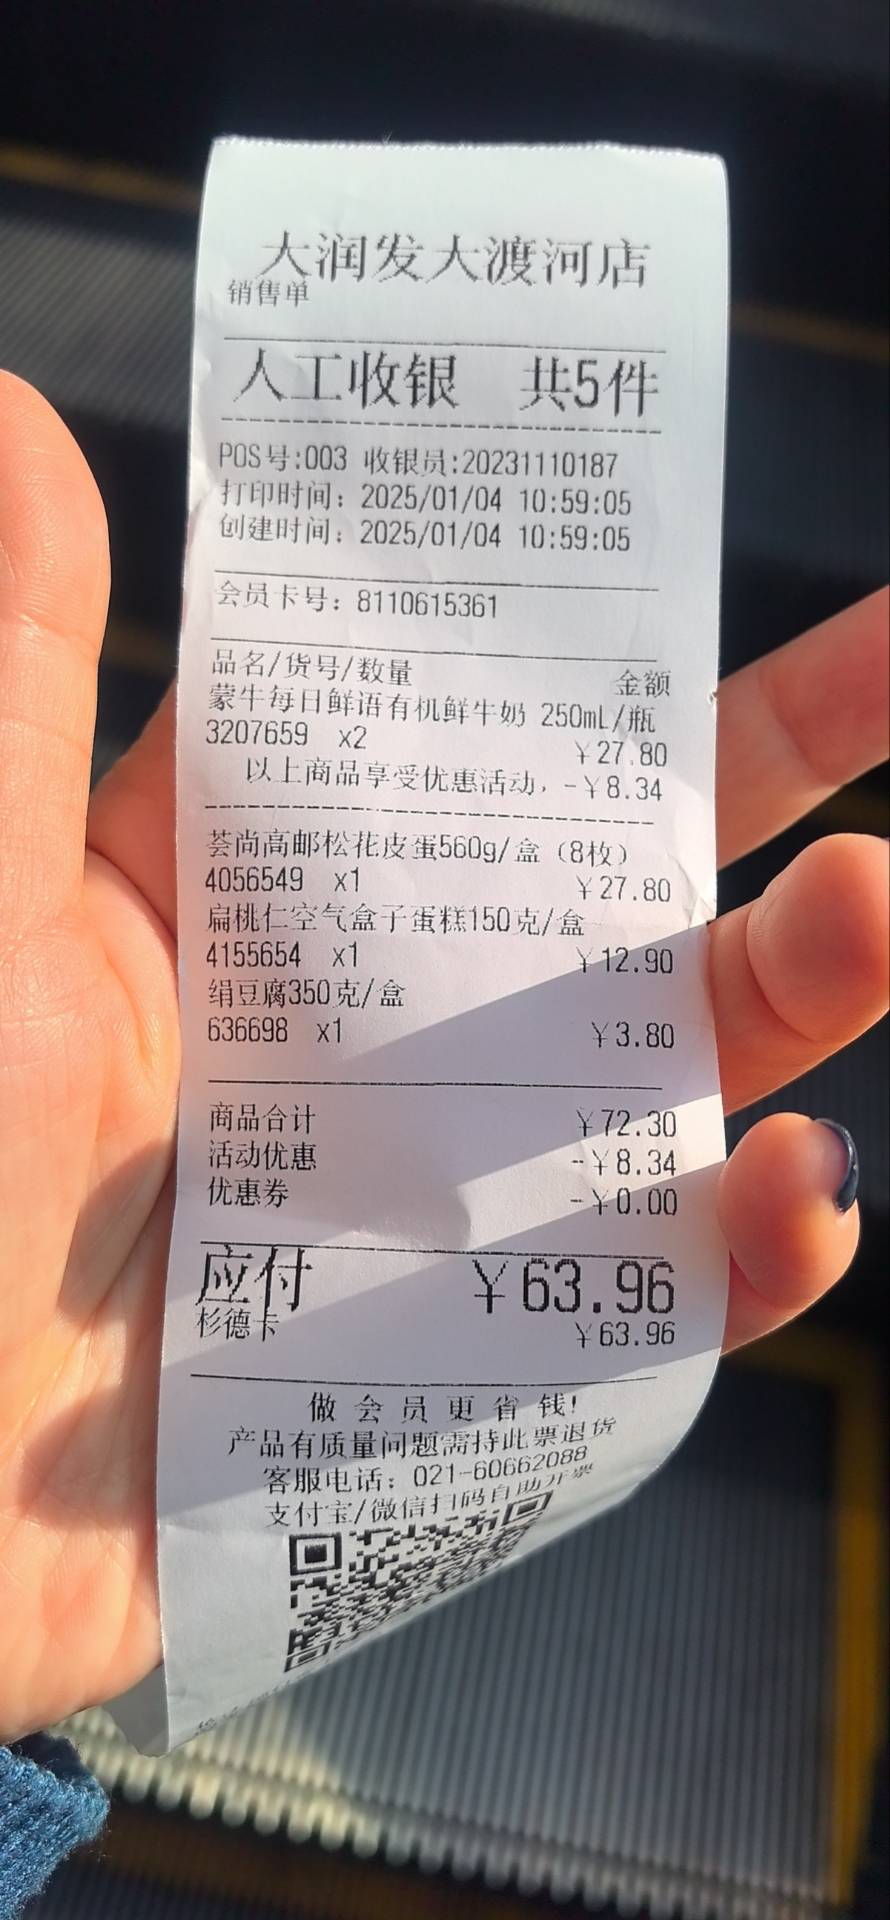 大润发大渡河店
销售单
人工收银 共5件
POS号:003 收银员:20231110187
打印时间：2025/01/04 10:59:05
创建时间：2025/01/04 10:59:05
会员卡号：8110615361
品名/货号/数量 金额
蒙牛每日鲜语有机鲜牛奶 250mL/瓶
3207659 x2 ￥27.80
以上商品享受优惠活动，-￥8.34
荟尚高邮松花皮蛋560g/盒（8枚）
4056549 x1 ￥27.80
扁桃仁空气盒子蛋糕150克/盒
4155654 x1 ￥12.90
绢豆腐350克/盒
636698 x1 ￥3.80
商品合计 ￥72.30
活动优惠 -￥8.34
优惠券 -￥0.00
应付 ￥63.96
杉德卡 ￥63.96
做会员更省钱!
产品有质量问题需持此票退货
客服电话：021-60662088
支付宝/微信扫码自助开票